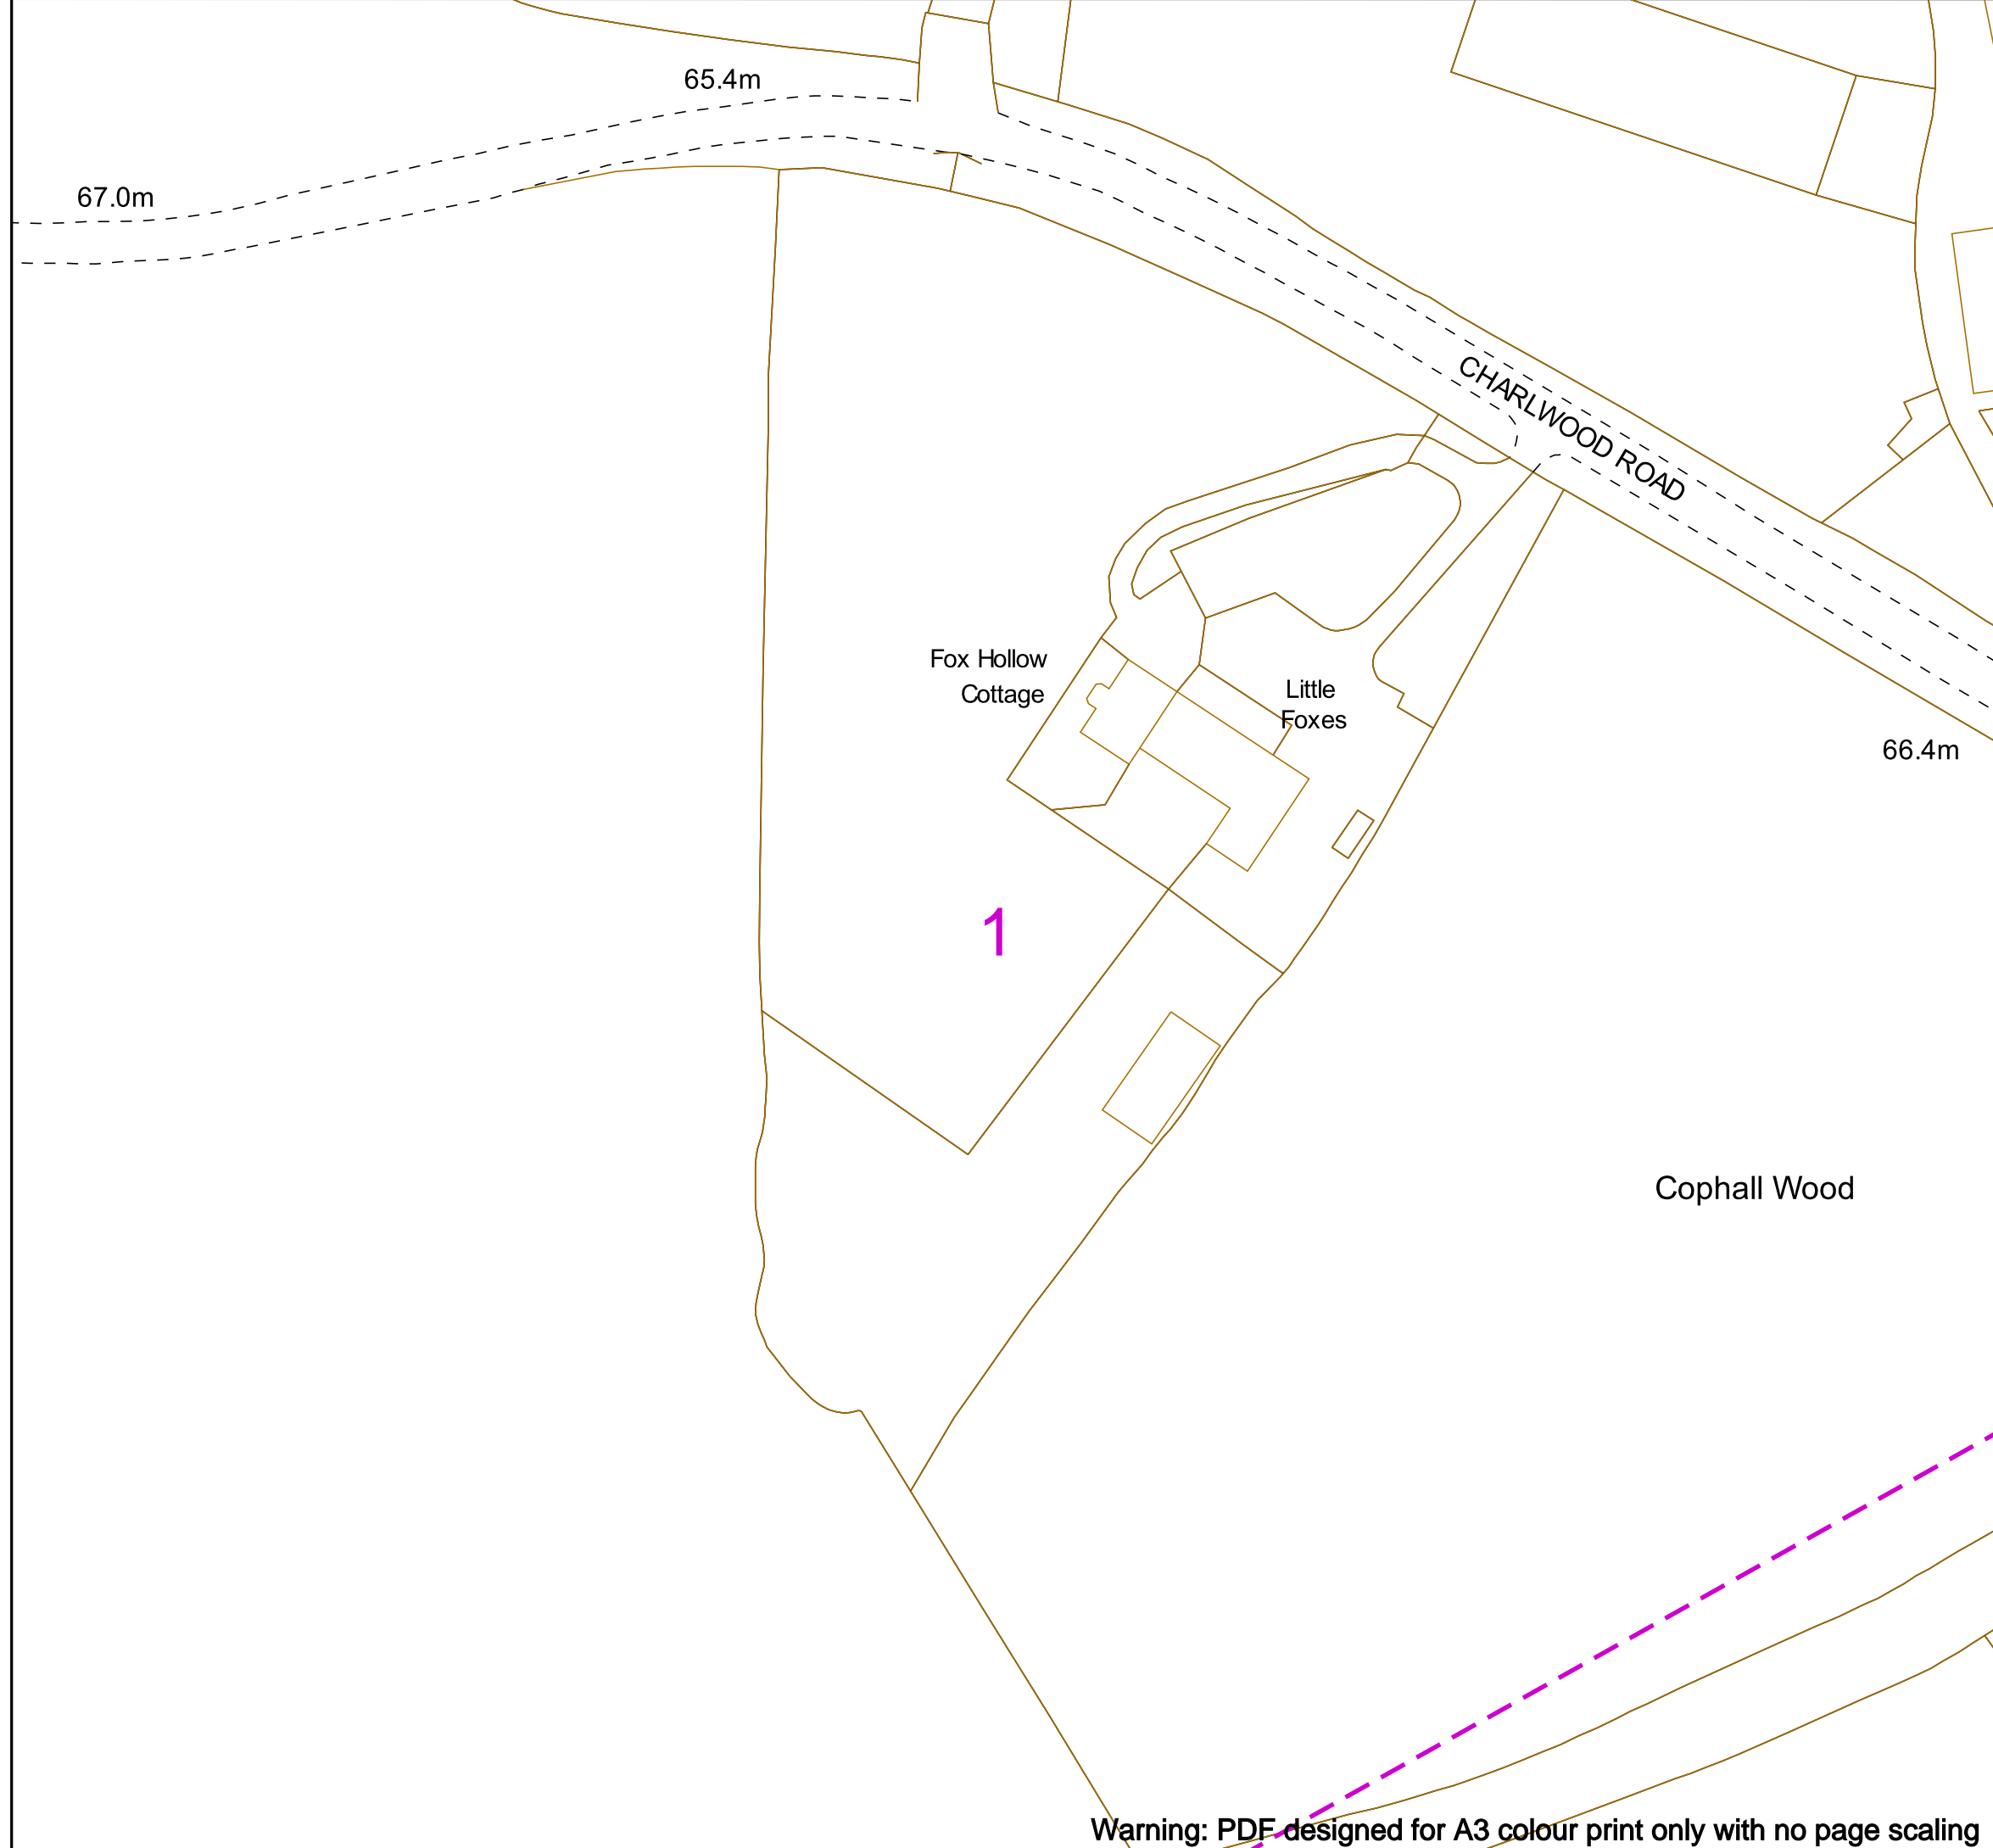 65.4m
67.0m
CHARLWOOD ROAD
Fox Hollow
Cottage
Little
Foxes
66.4m
1
Cophall Wood
Warning: PDF designed for A3 colour print only with no page scaling